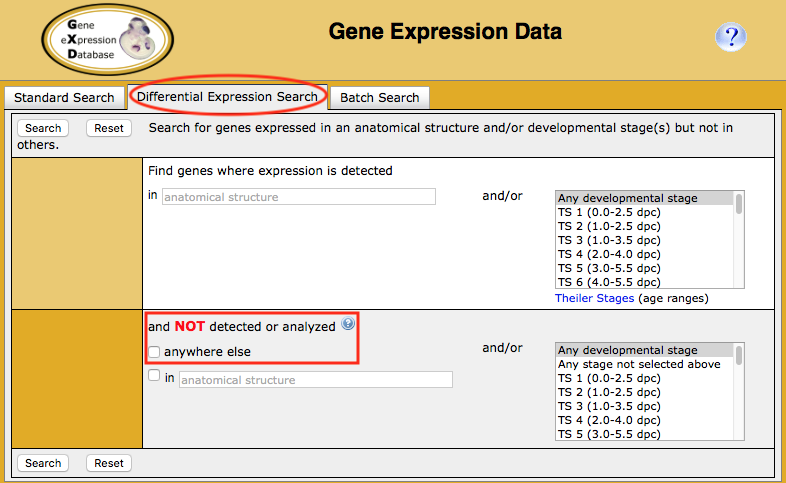 Gene
eXpression
Database
Gene Expression Data
?
Standard Search
Differential Expression Search
Batch Search
Search
Reset
Search for genes expressed in an anatomical structure and/or developmental stage(s) but not in
others.
Find genes where expression is detected
in anatomical structure
and/or
Any developmental stage
TS 1 (0.0-2.5 dpc)
TS 2 (1.0-2.5 dpc)
TS 3 (1.0-3.5 dpc)
TS 4 (2.0-4.0 dpc)
TS 5 (3.0-5.5 dpc)
TS 6 (4.0-5.5 dpc)
Theiler Stages (age ranges)
and NOT detected or analyzed ?
anywhere else
in anatomical structure
and/or
Any developmental stage
Any stage not selected above
TS 1 (0.0-2.5 dpc)
TS 2 (1.0-2.5 dpc)
TS 3 (1.0-3.5 dpc)
TS 4 (2.0-4.0 dpc)
TS 5 (3.0-5.5 dpc)
Search
Reset